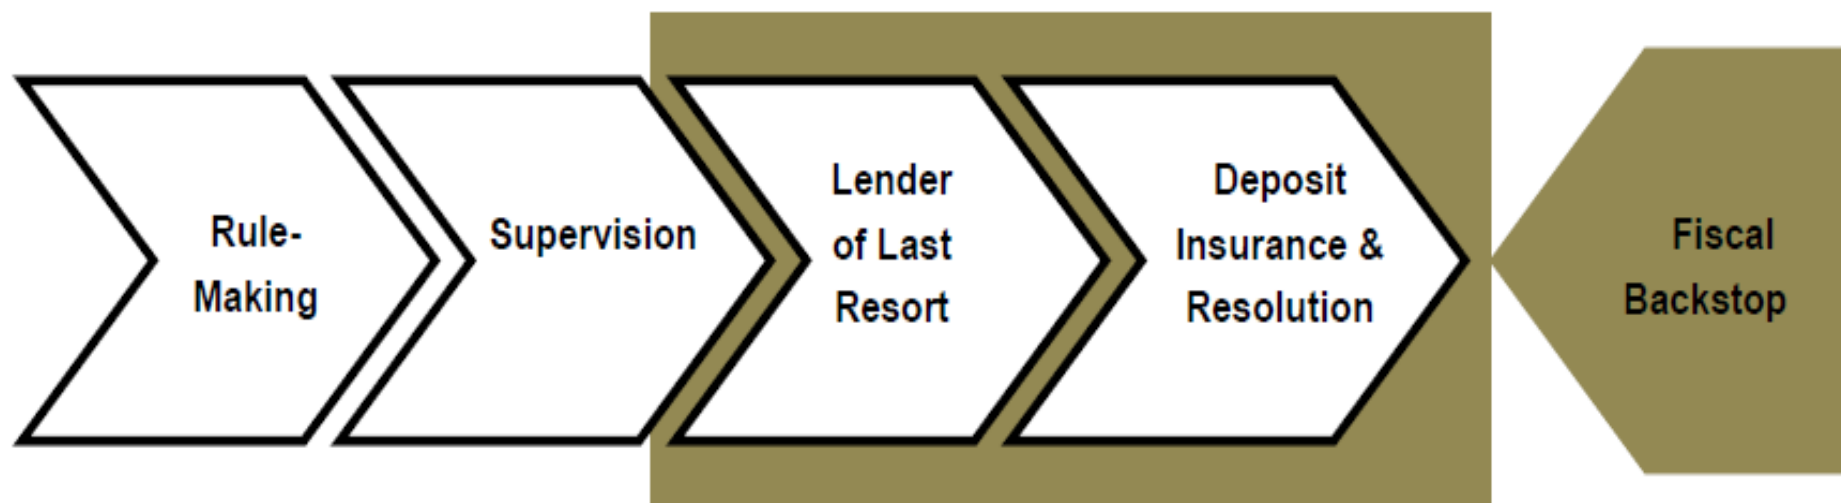 Rule-
Making
Supervision
Lender
of Last
Resort
Deposit
Insurance &
Resolution
Fiscal
Backstop